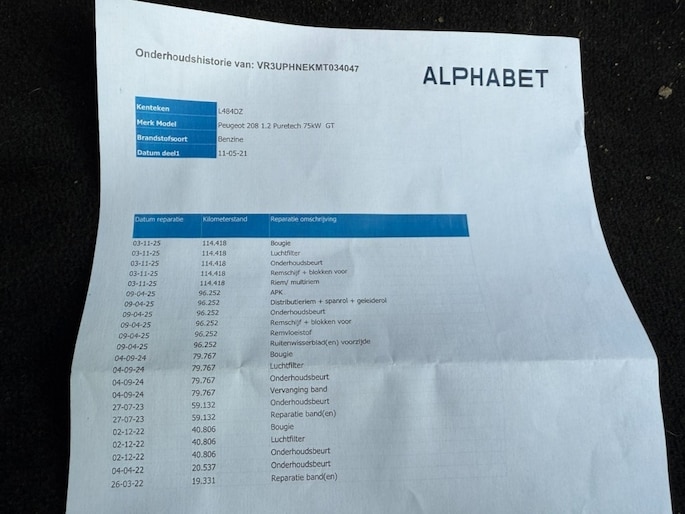 Onderhoudshistorie van: VR3UPHNEKMT034047
ALPHABET
Kenteken L484DZ
Merk Model Peugeot 208 1.2 Puretech 75kW GT
Brandstofsoort Benzine
Datum deel1 11-05-21
Datum reparatie Kilometerstand Reparatie omschrijving
03-11-25 114.418 Bougie
03-11-25 114.418 Luchtfilter
03-11-25 114.418 Onderhoudsbeurt
03-11-25 114.418 Remschijf + blokken voor
03-11-25 114.418 Riem/ multiriem
09-04-25 96.252 APK
09-04-25 96.252 Distributieriem + spanrol + geleiderol
09-04-25 96.252 Onderhoudsbeurt
09-04-25 96.252 Remschijf + blokken voor
09-04-25 96.252 Remvloeistof
09-04-25 96.252 Ruitenwisserblad(en) voorzijde
04-09-24 79.767 Bougie
04-09-24 79.767 Luchtfilter
04-09-24 79.767 Onderhoudsbeurt
04-09-24 79.767 Vervanging band
27-07-23 59.132 Onderhoudsbeurt
27-07-23 59.132 Reparatie band(en)
02-12-22 40.806 Bougie
02-12-22 40.806 Luchtfilter
02-12-22 40.806 Onderhoudsbeurt
04-04-22 20.537 Onderhoudsbeurt
26-03-22 19.331 Reparatie band(en)